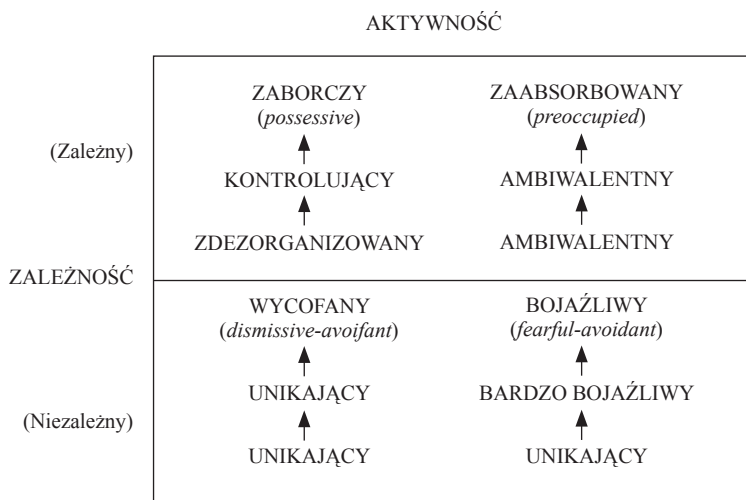 AKTYWNOŚĆ
ZABORCZY ZAABSORBOWANY
(possessive) (preoccupied)
(Zależny)
KONTROLUJĄCY AMBIWALENTNY
ZDEZORGANIZOWANY AMBIWALENTNY
ZALEŻNOŚĆ
WYCOFANY BOJAŹLIWY
(dismissive-avoifant) (fearful-avoidant)
UNIKAJĄCY BARDZO BOJAŹLIWY
(Niezależny)
UNIKAJĄCY UNIKAJĄCY